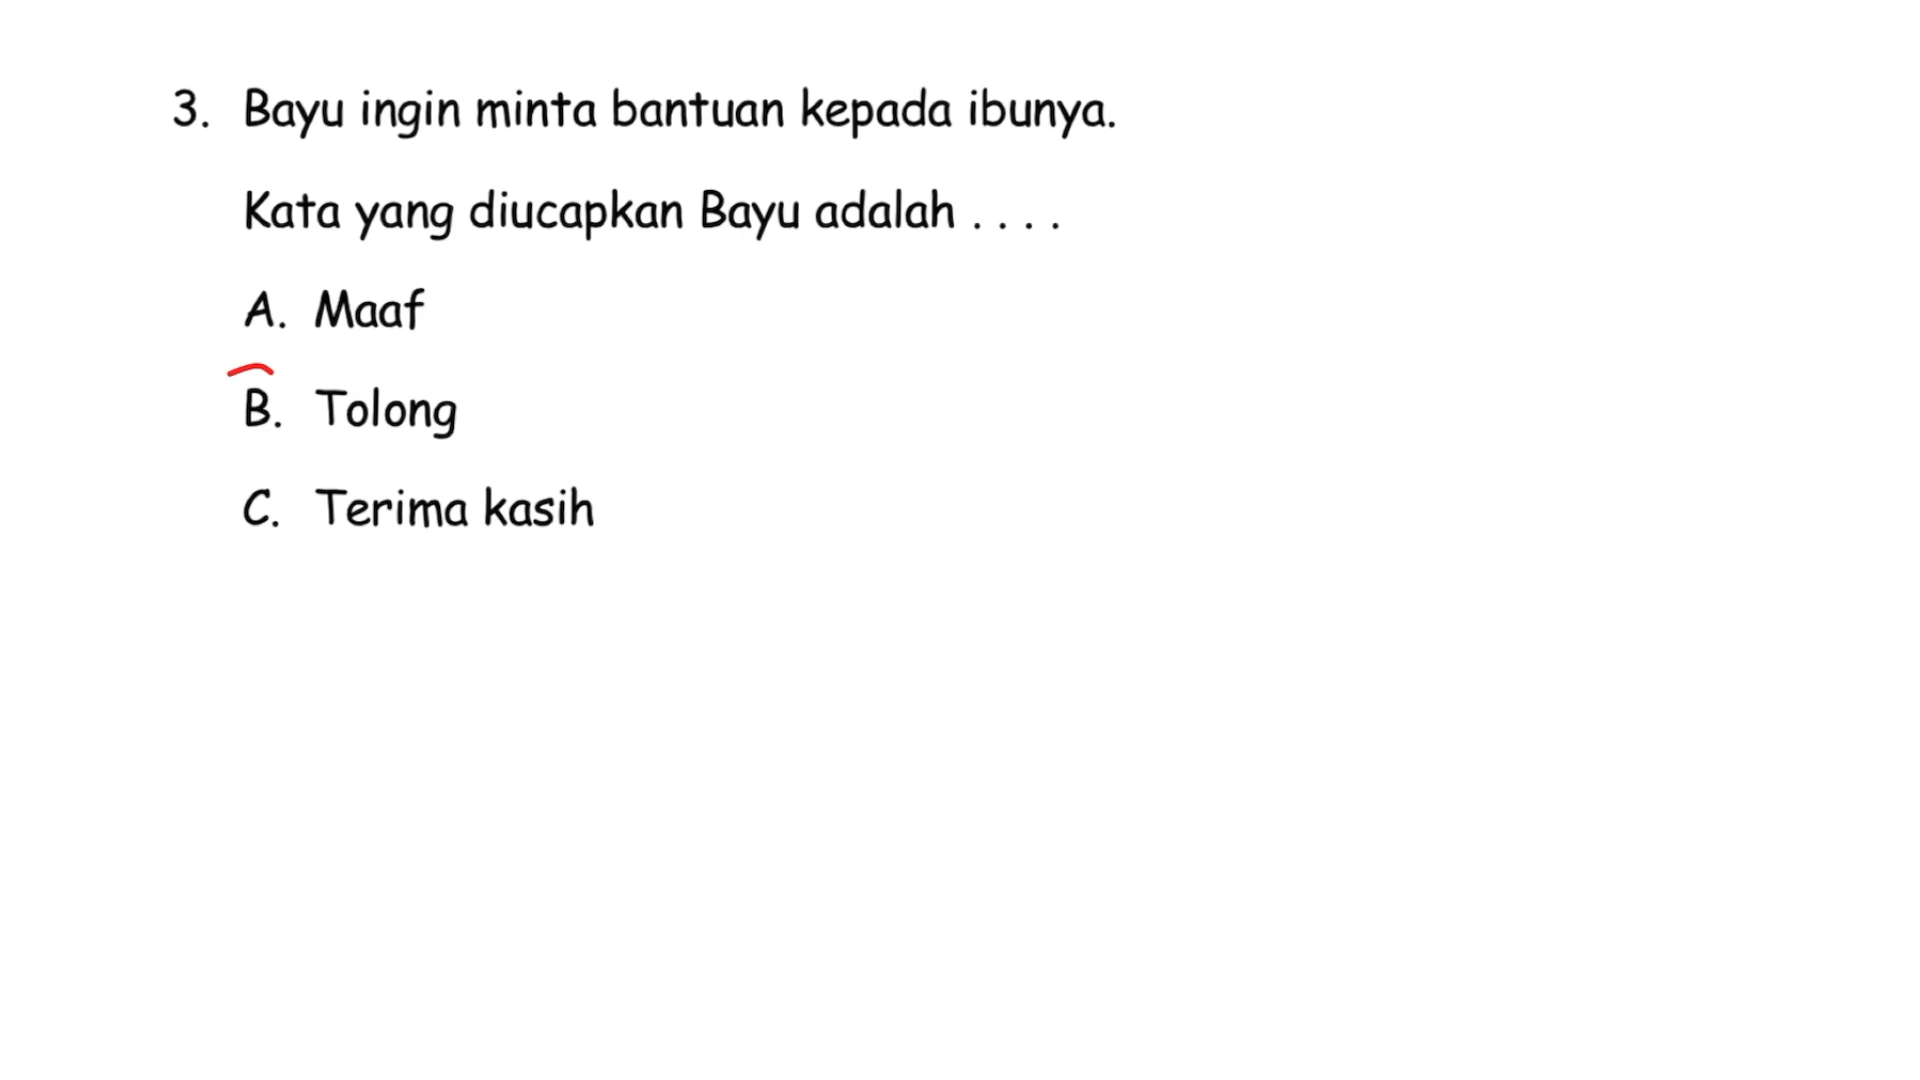 3. Bayu ingin minta bantuan kepada ibunya.
Kata yang diucapkan Bayu adalah . . . .
A. Maaf
B. Tolong
C. Terima kasih